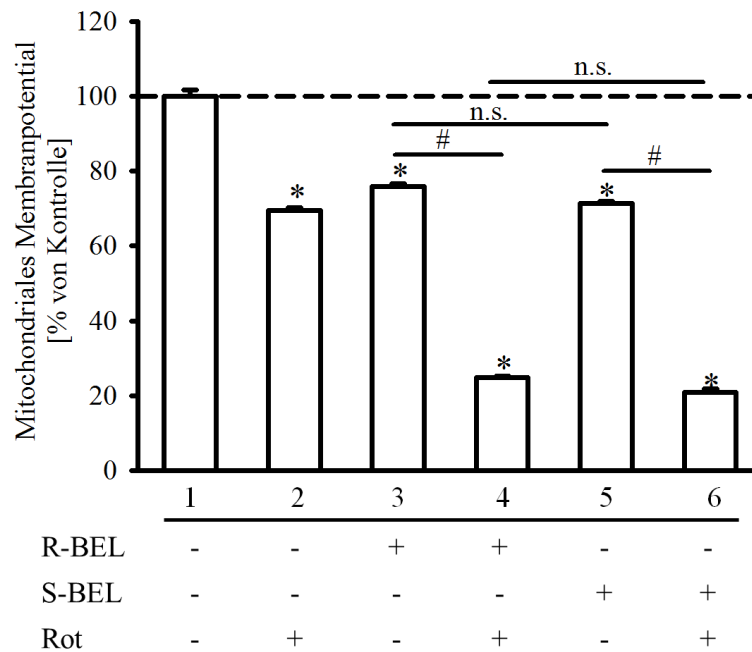 Mitochondriales Membranpotential
[% von Kontrolle]
120
100
80
60
40
20
0
n.s.
n.s.
#
#
*
*
*
*
*
1 2 3 4 5 6
R-BEL - - + + - -
S-BEL - - - - + +
Rot - + - + - +